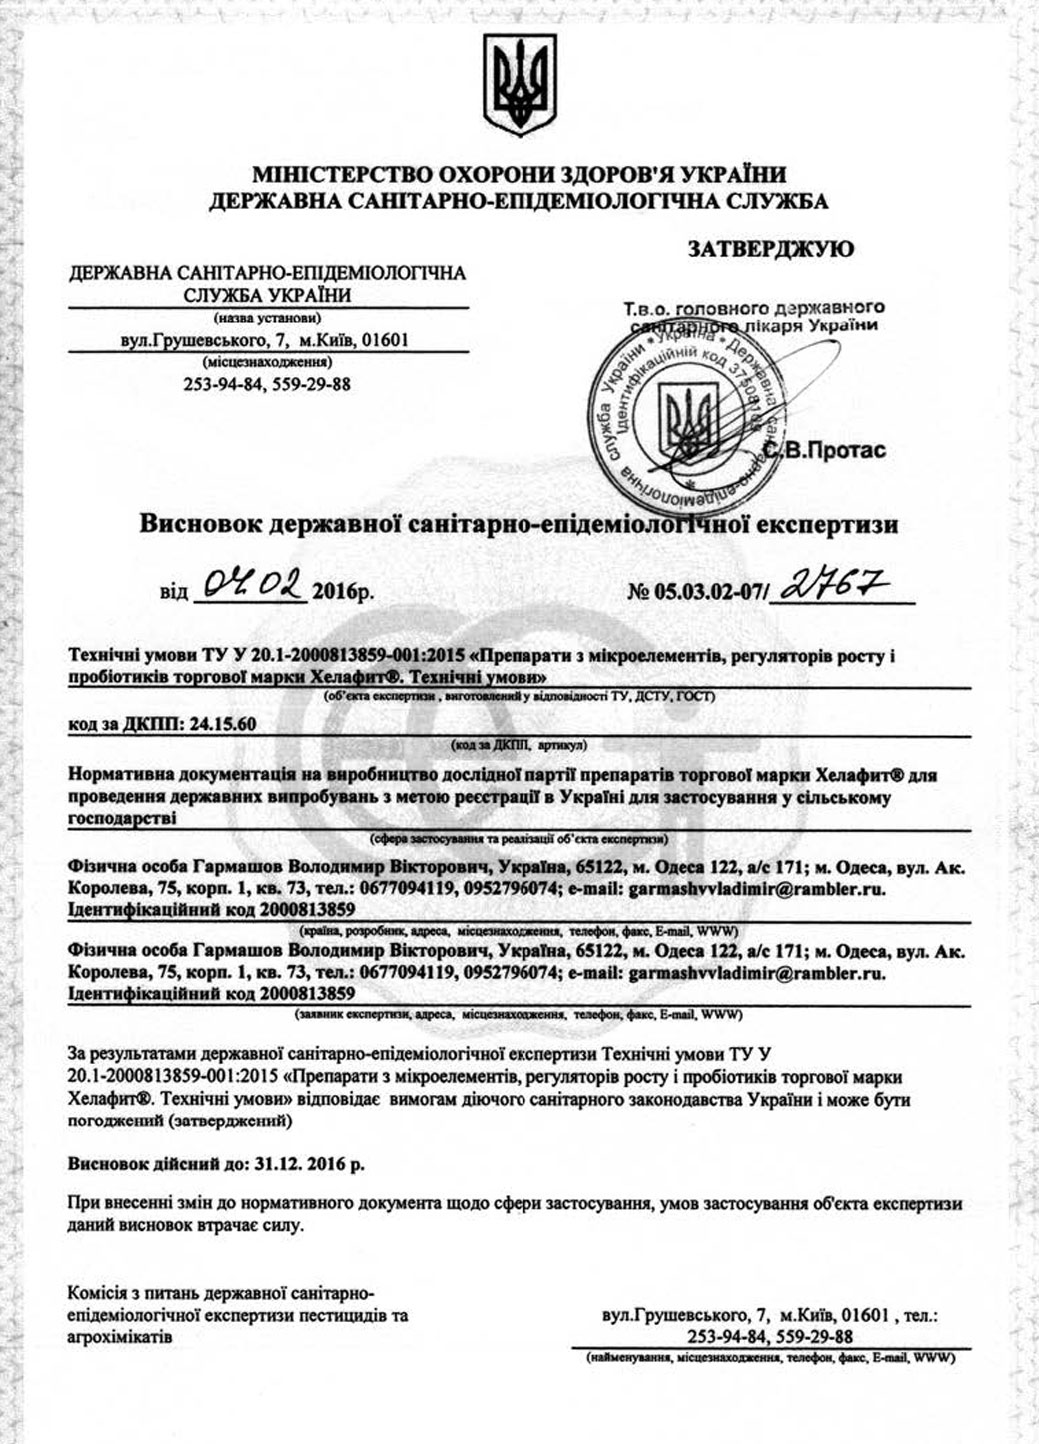 МІНІСТЕРСТВО ОХОРОНИ ЗДОРОВ'Я УКРАЇНИ
ДЕРЖАВНА САНІТАРНО-ЕПІДЕМІОЛОГІЧНА СЛУЖБА
ЗАТВЕРДЖУЮ
ДЕРЖАВНА САНІТАРНО-ЕПІДЕМІОЛОГІЧНА
СЛУЖБА УКРАЇНИ
(назва установи)
вул.Грушевського, 7, м.Київ, 01601
(місцезнаходження)
253-94-84, 559-29-88
Т.в.о. головного державного
санітарного лікаря України
Україна * Державна санітарно-епідеміологічна служба України *
Ідентифікаційний код
С.В.Протас
Висновок державної санітарно-епідеміологічної експертизи
від 04.02 2016р.
№ 05.03.02-07/ 2767
Технічні умови ТУ У 20.1-2000813859-001:2015 «Препарати з мікроелементів, регуляторів росту і
пробіотиків торгової марки Хелафит®. Технічні умови»
(об'єкта експертизи , виготовлений у відповідності ТУ, ДСТУ, ГОСТ)
код за ДКПП: 24.15.60
(код за ДКПП, артикул)
Нормативна документація на виробництво дослідної партії препаратів торгової марки Хелафит® для
проведення державних випробувань з метою реєстрації в Україні для застосування у сільському
господарстві
(сфера застосування та реалізації об'єкта експертизи)
Фізична особа Гармашов Володимир Вікторович, Україна, 65122, м. Одеса 122, а/с 171; м. Одеса, вул. Ак.
Королева, 75, корп. 1, кв. 73, тел.: 0677094119, 0952796074; e-mail: garmashvvladimir@rambler.ru.
Ідентифікаційний код 2000813859
(країна, розробник, адреса, місцезнаходження, телефон, факс, E-mail, WWW)
Фізична особа Гармашов Володимир Вікторович, Україна, 65122, м. Одеса 122, а/с 171; м. Одеса, вул. Ак.
Королева, 75, корп. 1, кв. 73, тел.: 0677094119, 0952796074; e-mail: garmashvvladimir@rambler.ru.
Ідентифікаційний код 2000813859
(заявник експертизи, адреса, місцезнаходження, телефон, факс, E-mail, WWW)
За результатами державної санітарно-епідеміологічної експертизи Технічні умови ТУ У
20.1-2000813859-001:2015 «Препарати з мікроелементів, регуляторів росту і пробіотиків торгової марки
Хелафит®. Технічні умови» відповідає вимогам діючого санітарного законодавства України і може бути
погоджений (затверджений)
Висновок дійсний до: 31.12. 2016 р.
При внесенні змін до нормативного документа щодо сфери застосування, умов застосування об'єкта експертизи
даний висновок втрачає силу.
Комісія з питань державної санітарно-
епідеміологічної експертизи пестицидів та
агрохімікатів
вул.Грушевського, 7, м.Київ, 01601 , тел.:
253-94-84, 559-29-88
(найменування, місцезнаходження, телефон, факс, E-mail, WWW)